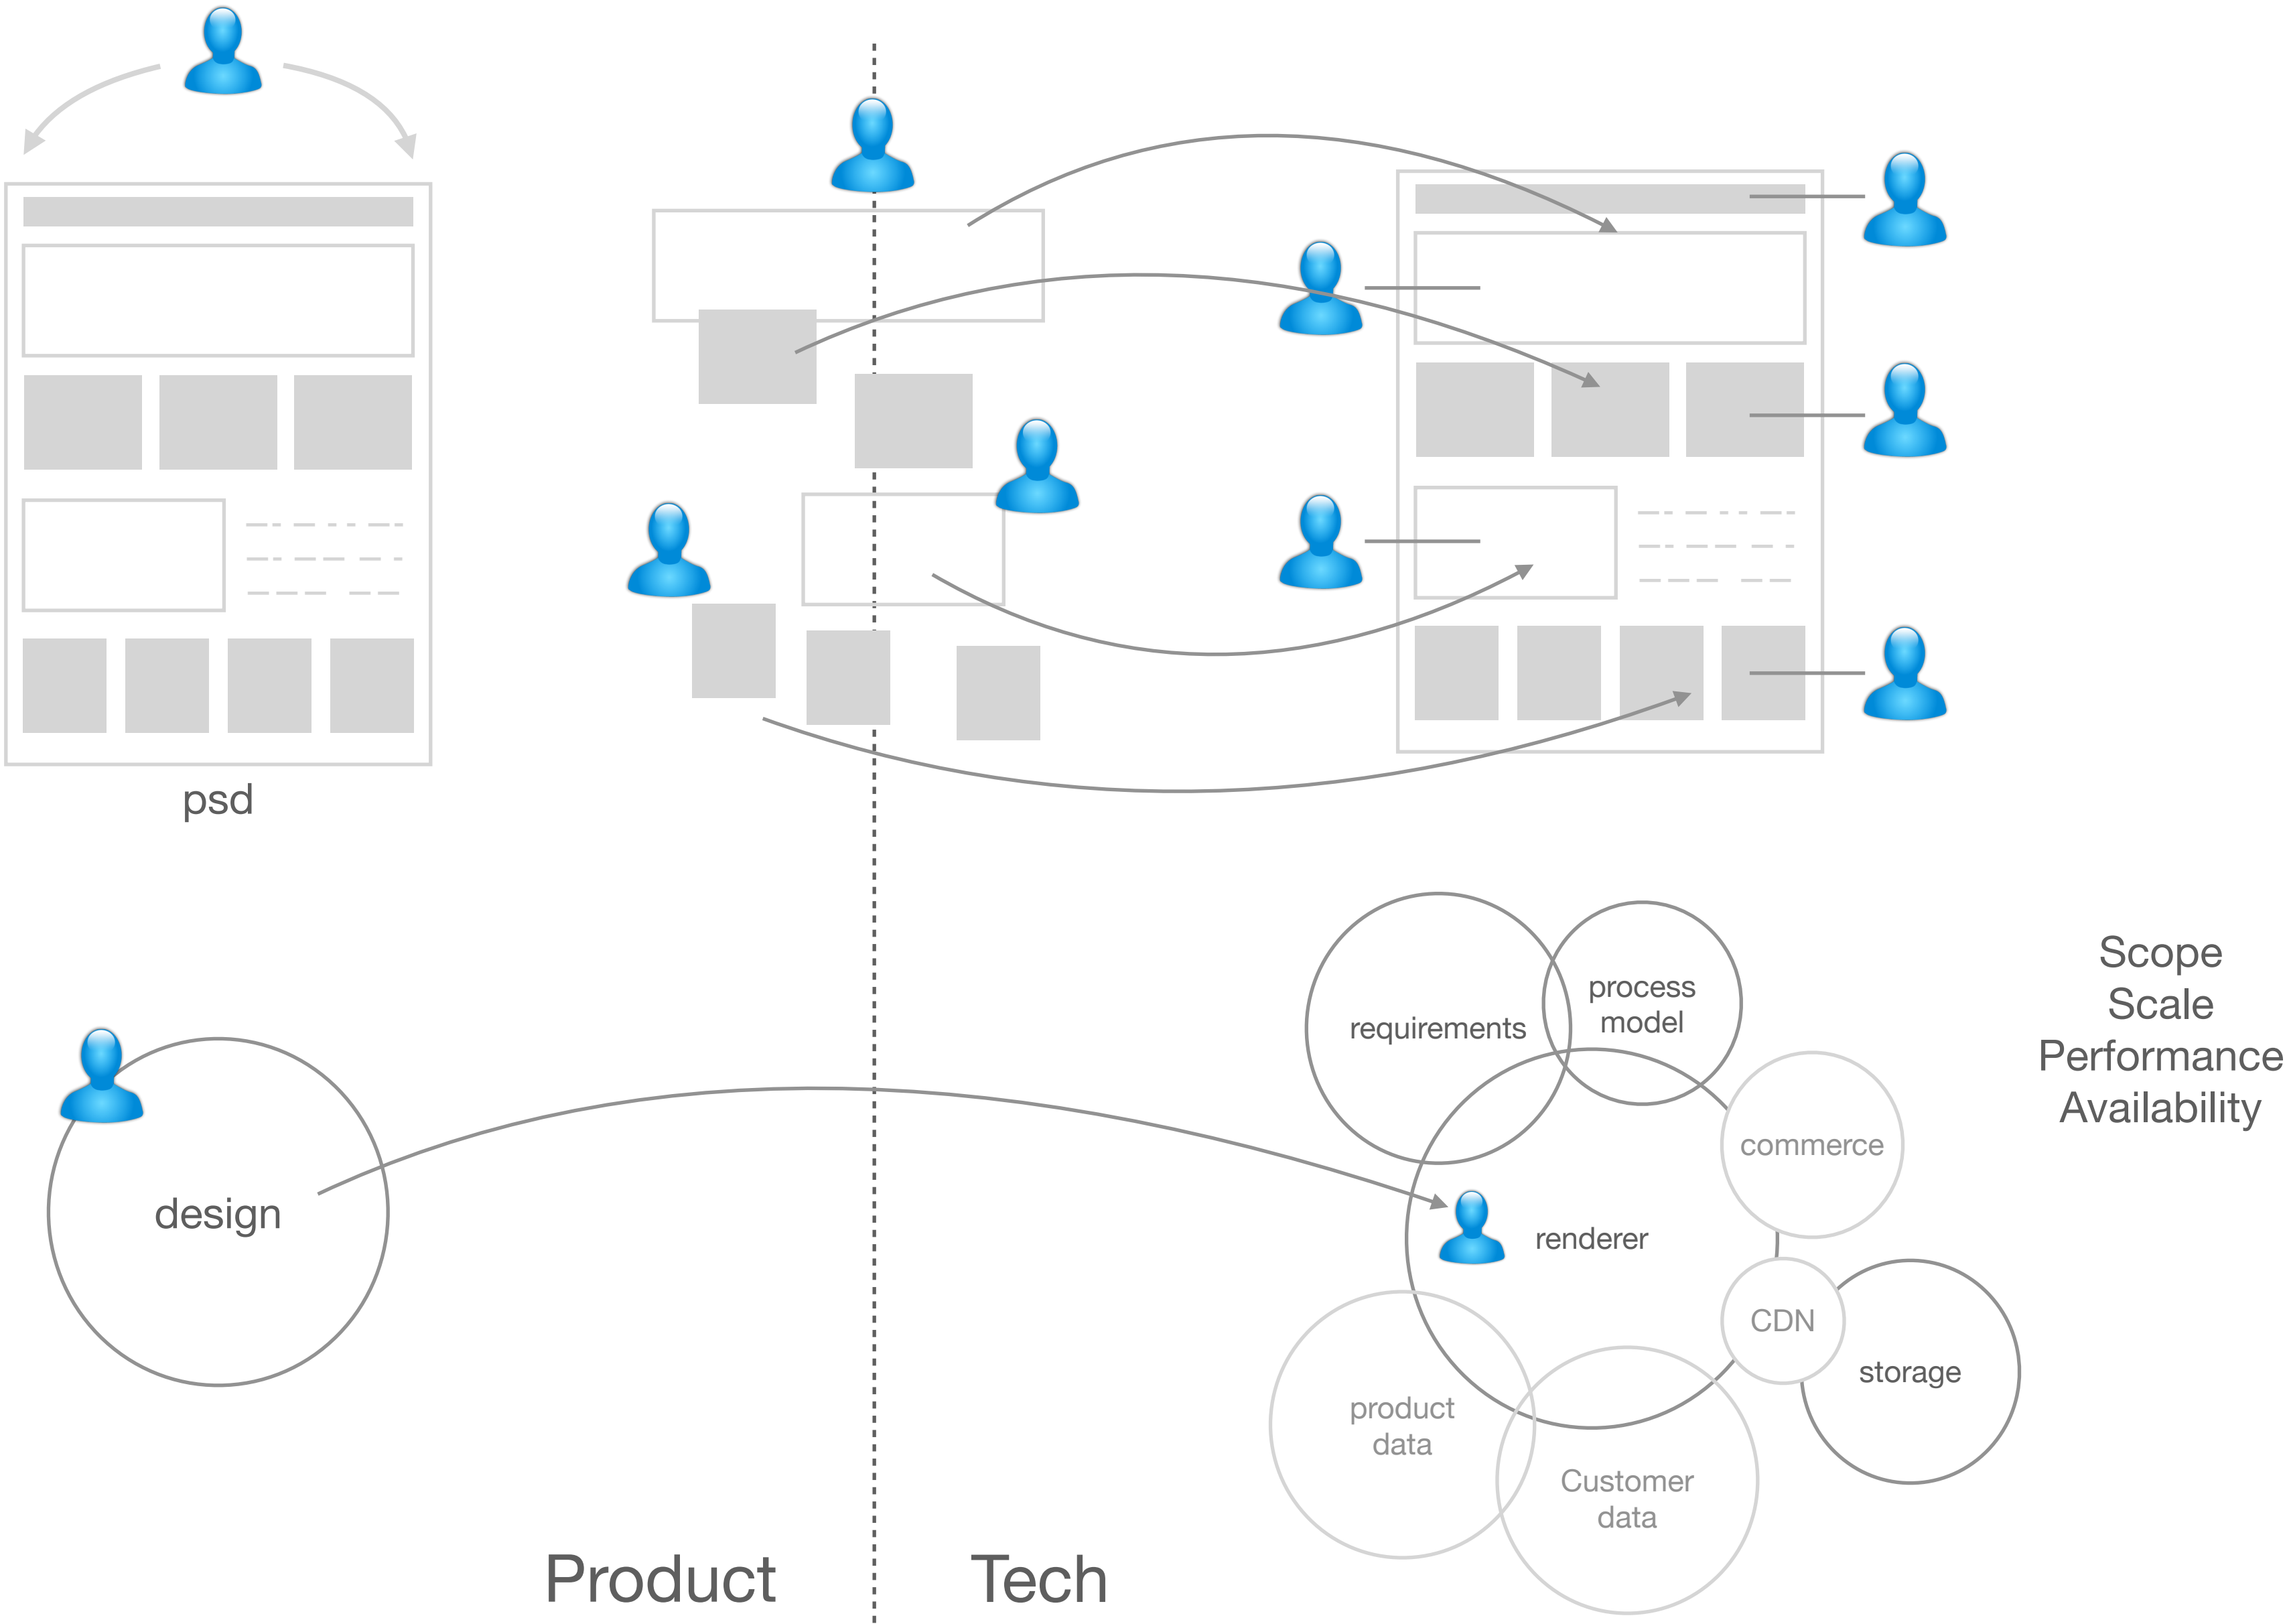 psd
Scope
Scale
Performance
Availability
process
model
requirements
commerce
design
renderer
CDN
storage
product
data
Customer
data
Product
Tech